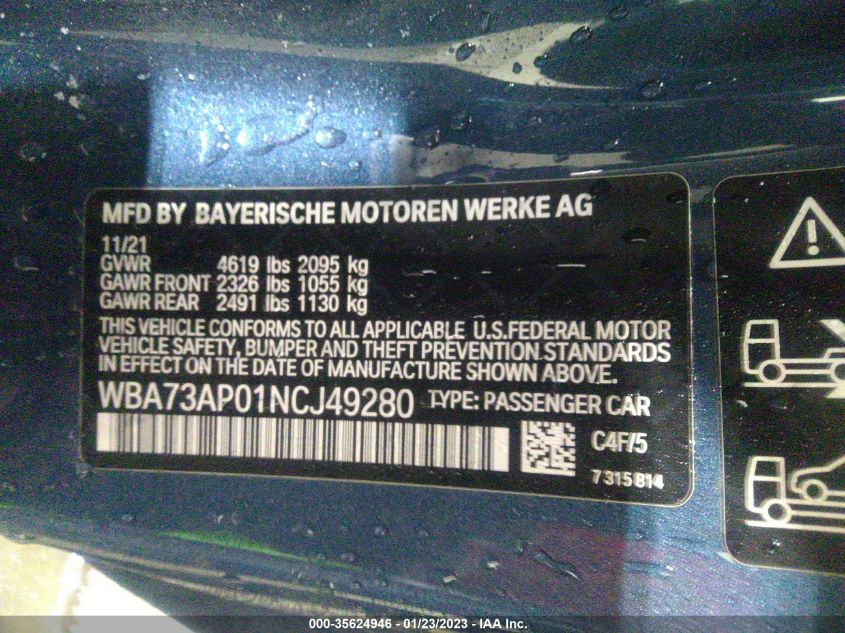 MFD BY BAYERISCHE MOTOREN WERKE AG
11/21
GVWR 4619 lbs 2095 kg
GAWR FRONT 2326 lbs 1055 kg
GAWR REAR 2491 lbs 1130 kg
THIS VEHICLE CONFORMS TO ALL APPLICABLE U.S.FEDERAL MOTOR
VEHICLE SAFETY, BUMPER AND THEFT PREVENTION STANDARDS
IN EFFECT ON THE DATE OF MANUFACTURE SHOWN ABOVE.
WBA73AP01NCJ49280 TYPE: PASSENGER CAR
C4F/5
7 315 814
000-35624946 - 01/23/2023 - IAA Inc.